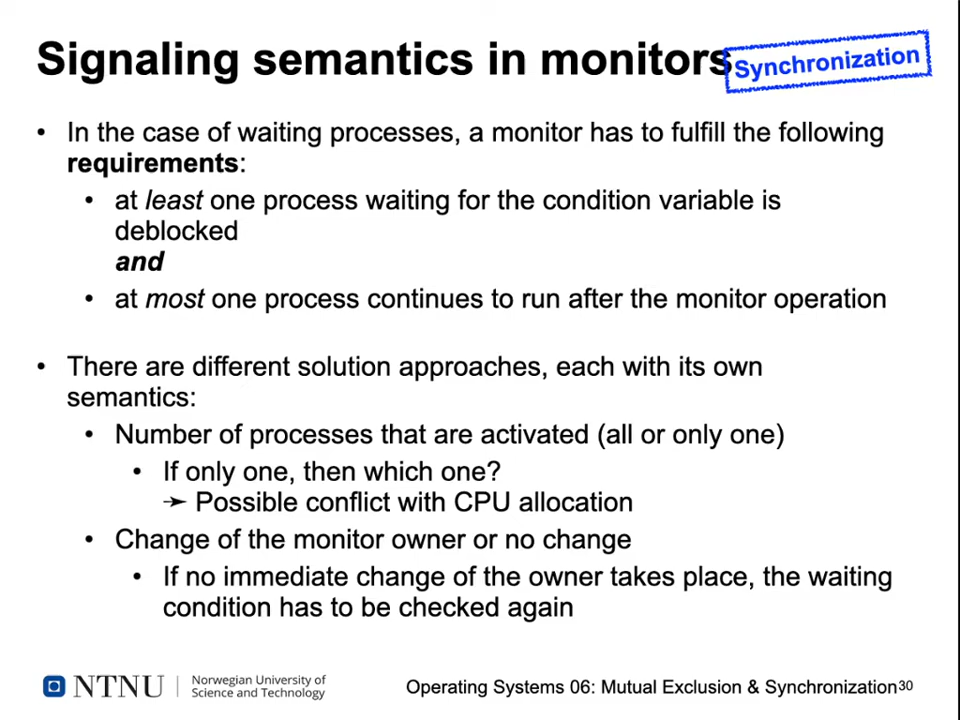 Signaling semantics in monitors
Synchronization
• In the case of waiting processes, a monitor has to fulfill the following
requirements:
• at least one process waiting for the condition variable is
deblocked
and
• at most one process continues to run after the monitor operation
• There are different solution approaches, each with its own
semantics:
• Number of processes that are activated (all or only one)
• If only one, then which one?
➛ Possible conflict with CPU allocation
• Change of the monitor owner or no change
• If no immediate change of the owner takes place, the waiting
condition has to be checked again
NTNU
Norwegian University of
Science and Technology
Operating Systems 06: Mutual Exclusion & Synchronization 30